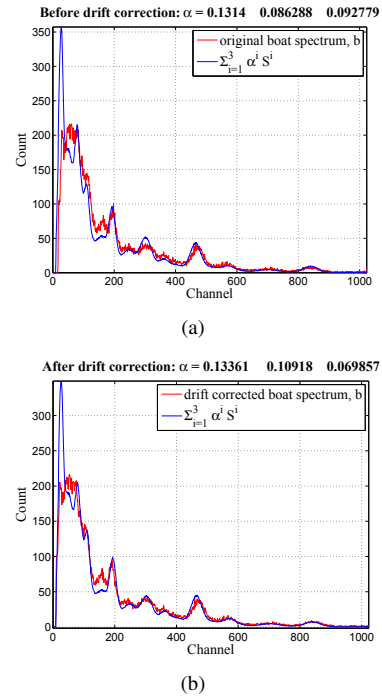 Before drift correction: α = 0.1314 0.086288 0.092779
350
300
250
200
150
100
50
0
Count
original boat spectrum, b
Σ³ᵢ₌₁ αⁱ Sⁱ
0 200 400 600 800 1000
Channel
(a)
After drift correction: α = 0.13361 0.10918 0.069857
350
300
250
200
150
100
50
0
Count
drift corrected boat spectrum, b
Σ³ᵢ₌₁ αⁱ Sⁱ
0 200 400 600 800 1000
Channel
(b)